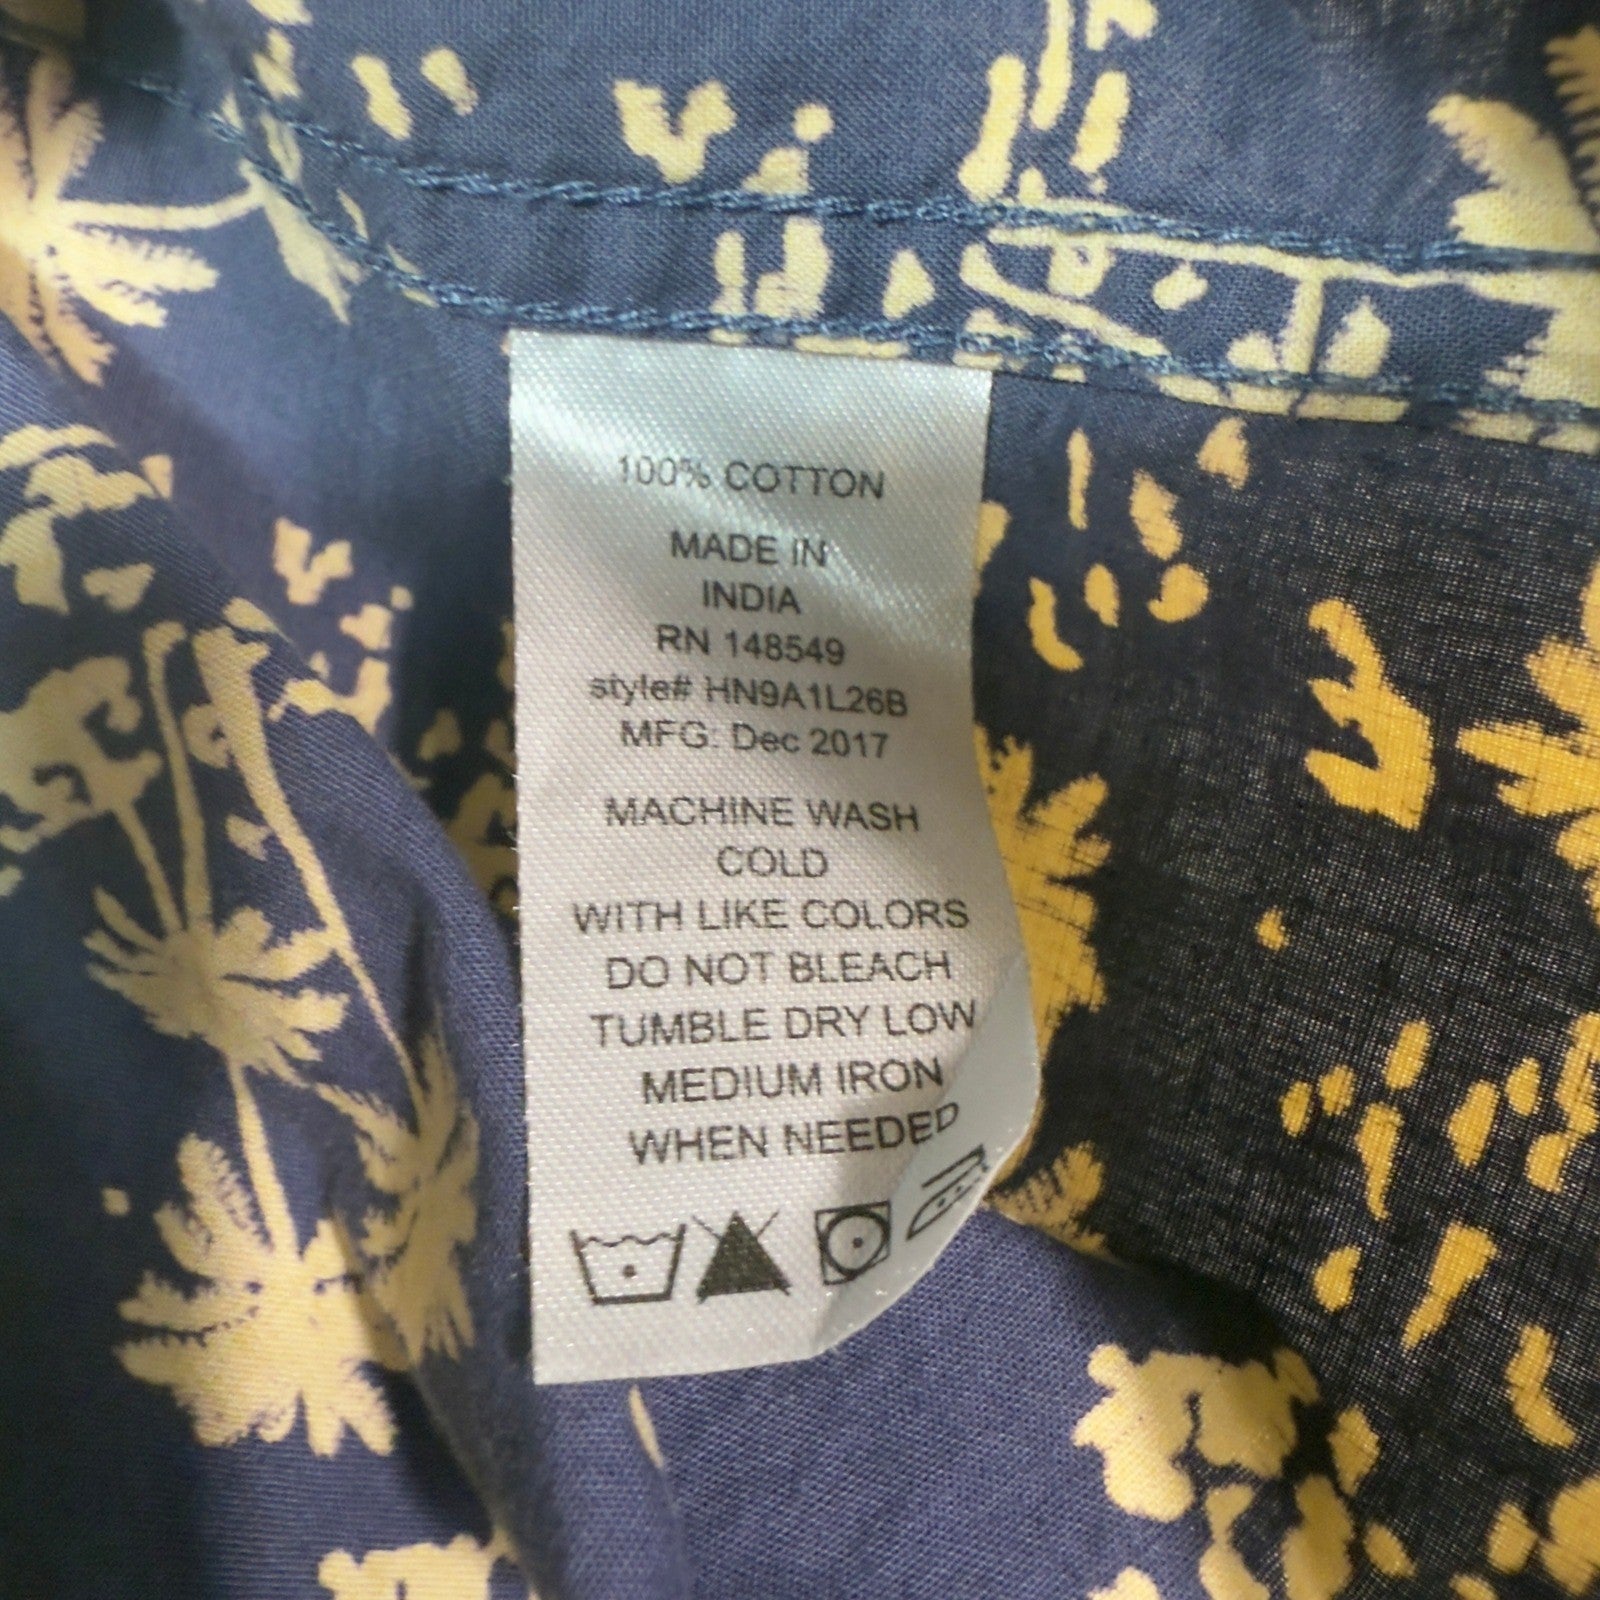 100% COTTON
MADE IN
INDIA
RN 148549
style# HN9A1L26B
MFG: Dec 2017
MACHINE WASH
COLD
WITH LIKE COLORS
DO NOT BLEACH
TUMBLE DRY LOW
MEDIUM IRON
WHEN NEEDED